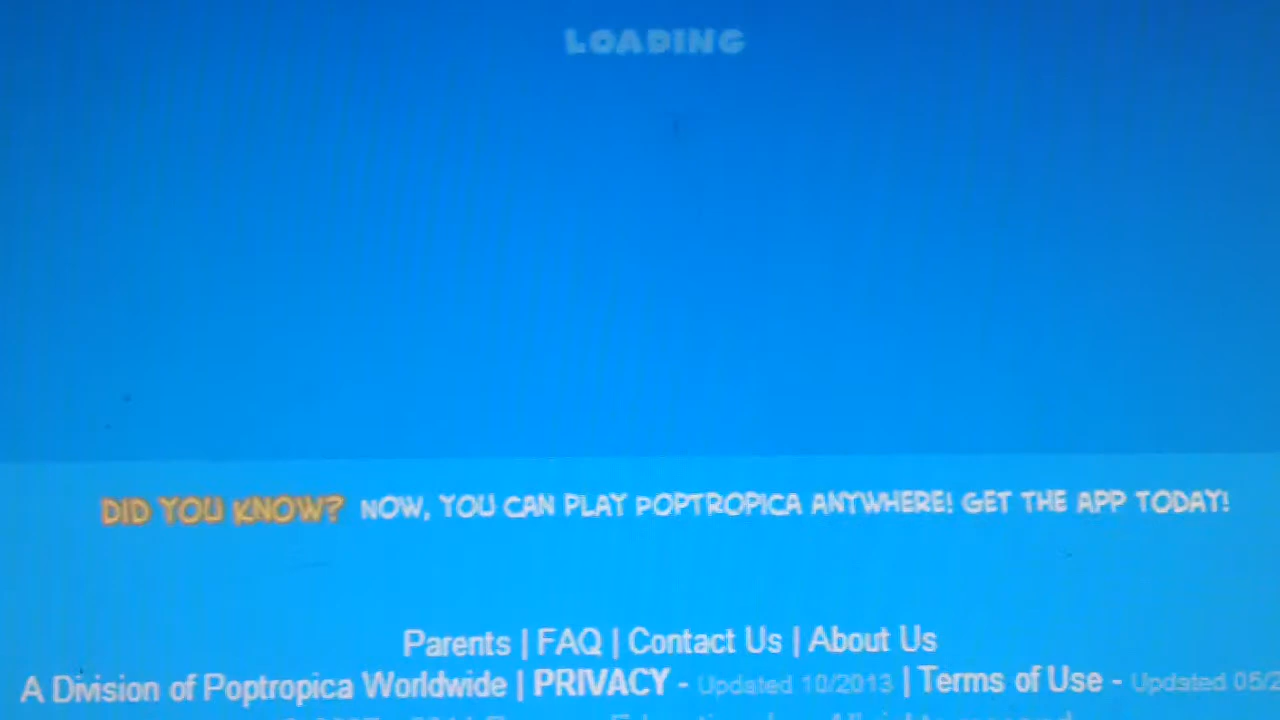 LOADING
DID YOU KNOW? NOW, YOU CAN PLAY POPTROPICA ANYWHERE! GET THE APP TODAY!
Parents | FAQ | Contact Us | About Us
A Division of Poptropica Worldwide | PRIVACY - Updated 10/2013 | Terms of Use - Updated